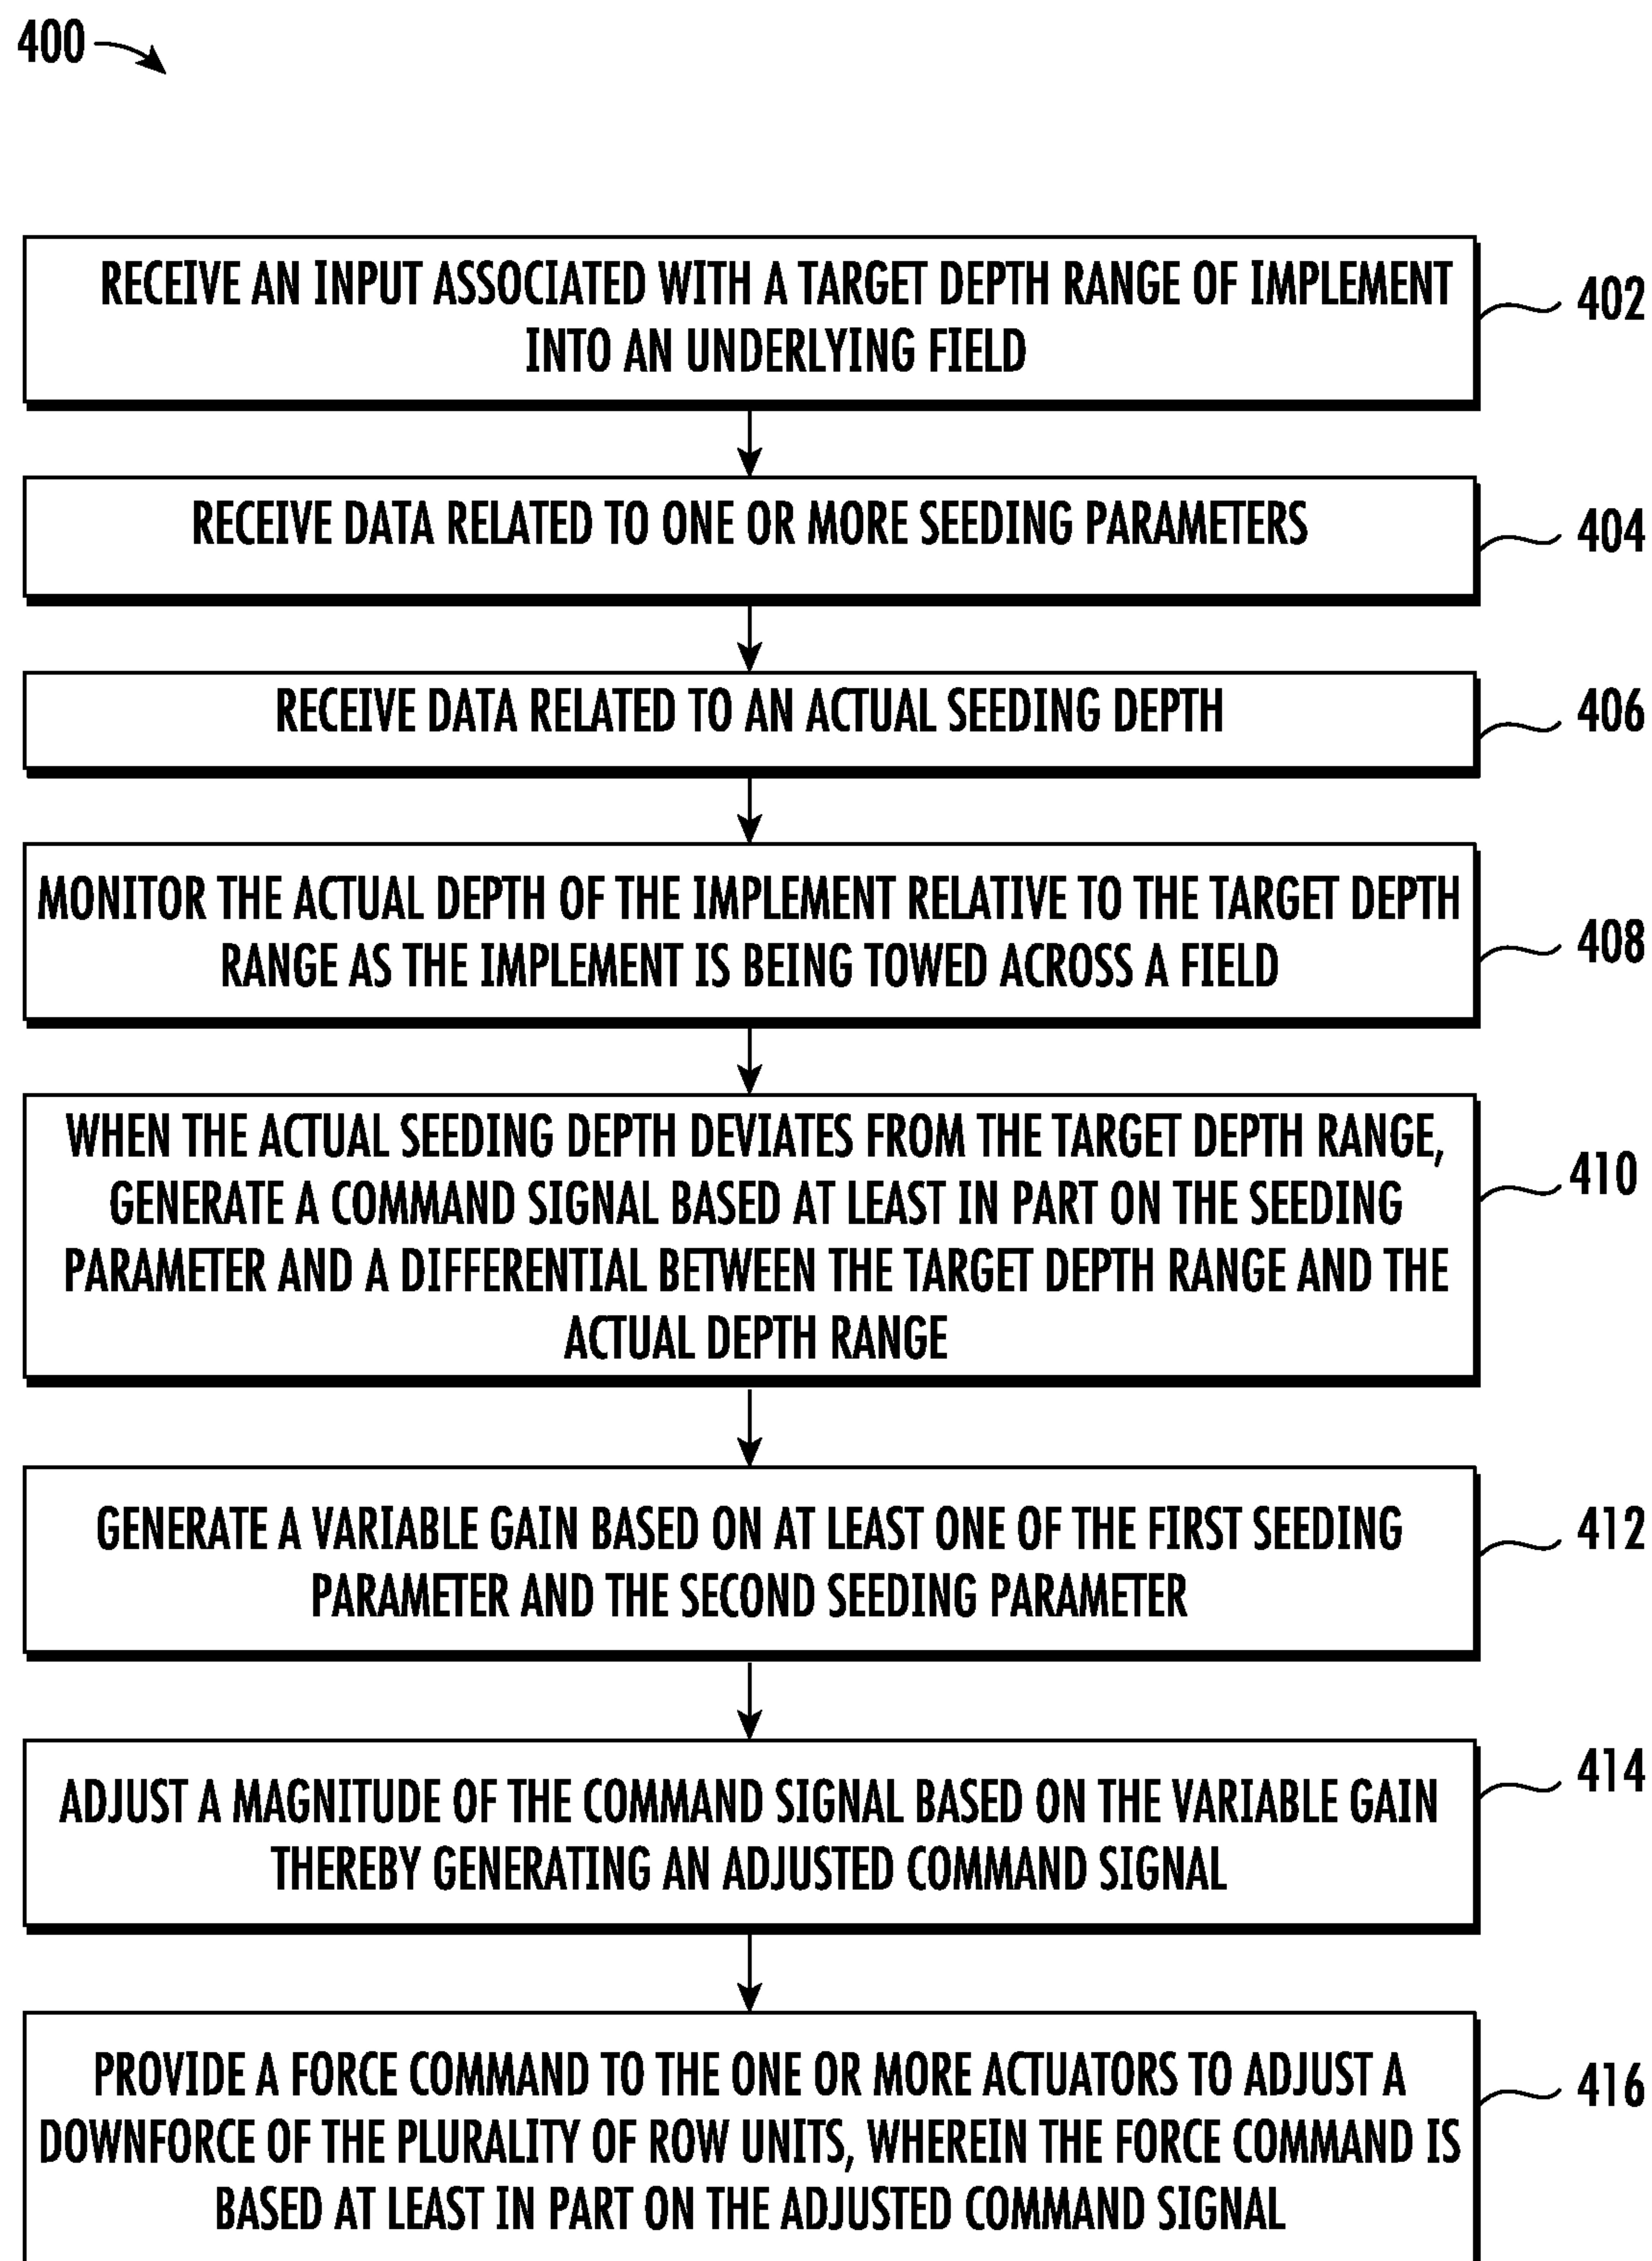 400
RECEIVE AN INPUT ASSOCIATED WITH A TARGET DEPTH RANGE OF IMPLEMENT
INTO AN UNDERLYING FIELD
402
RECEIVE DATA RELATED TO ONE OR MORE SEEDING PARAMETERS
404
RECEIVE DATA RELATED TO AN ACTUAL SEEDING DEPTH
406
MONITOR THE ACTUAL DEPTH OF THE IMPLEMENT RELATIVE TO THE TARGET DEPTH
RANGE AS THE IMPLEMENT IS BEING TOWED ACROSS A FIELD
408
WHEN THE ACTUAL SEEDING DEPTH DEVIATES FROM THE TARGET DEPTH RANGE,
GENERATE A COMMAND SIGNAL BASED AT LEAST IN PART ON THE SEEDING
PARAMETER AND A DIFFERENTIAL BETWEEN THE TARGET DEPTH RANGE AND THE
ACTUAL DEPTH RANGE
410
GENERATE A VARIABLE GAIN BASED ON AT LEAST ONE OF THE FIRST SEEDING
PARAMETER AND THE SECOND SEEDING PARAMETER
412
ADJUST A MAGNITUDE OF THE COMMAND SIGNAL BASED ON THE VARIABLE GAIN
THEREBY GENERATING AN ADJUSTED COMMAND SIGNAL
414
PROVIDE A FORCE COMMAND TO THE ONE OR MORE ACTUATORS TO ADJUST A
DOWNFORCE OF THE PLURALITY OF ROW UNITS, WHEREIN THE FORCE COMMAND IS
BASED AT LEAST IN PART ON THE ADJUSTED COMMAND SIGNAL
416